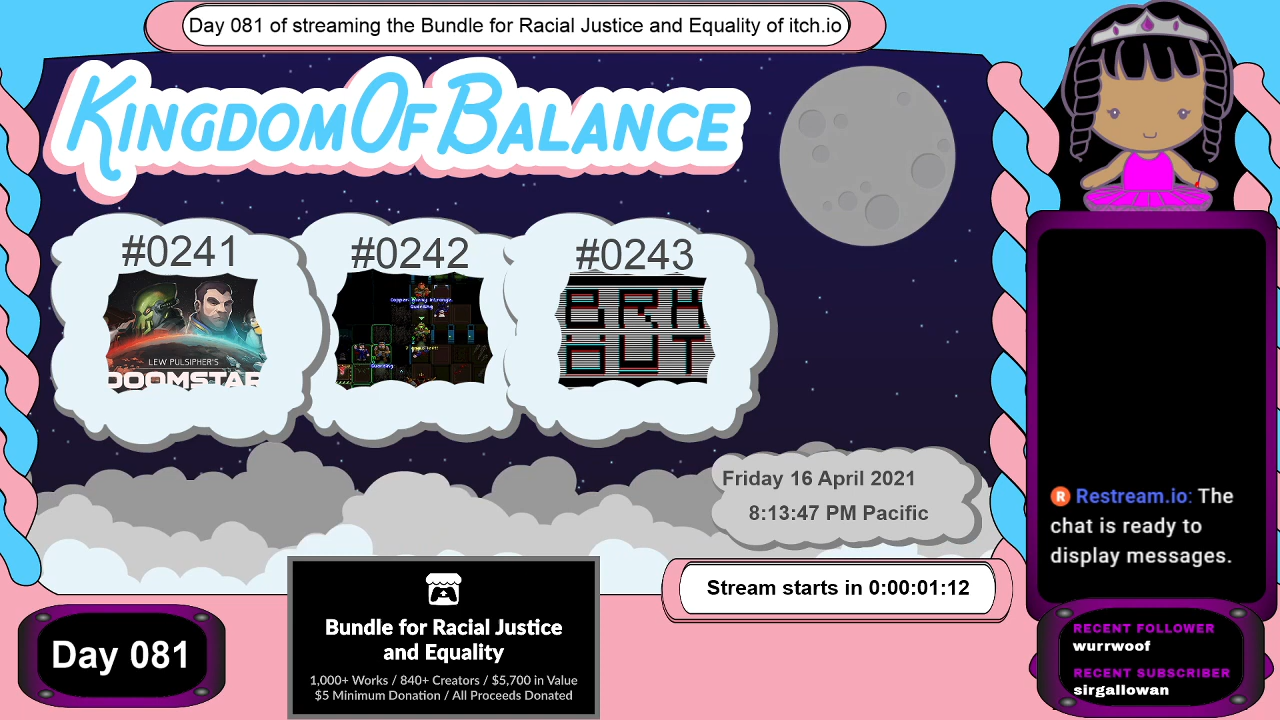 Day 081 of streaming the Bundle for Racial Justice and Equality of itch.io
KINGDOMOFBALANCE
#0241
#0242
#0243
LEW PULSIPHER'S
DOOMSTAR
Guarding
Guarding
OUT
Friday 16 April 2021
8:13:47 PM Pacific
Stream starts in 0:00:01:12
Day 081
Bundle for Racial Justice
and Equality
1,000+ Works / 840+ Creators / $5,700 in Value
$5 Minimum Donation / All Proceeds Donated
Restream.io: The
chat is ready to
display messages.
RECENT FOLLOWER
wurrwoof
RECENT SUBSCRIBER
sirgallowan